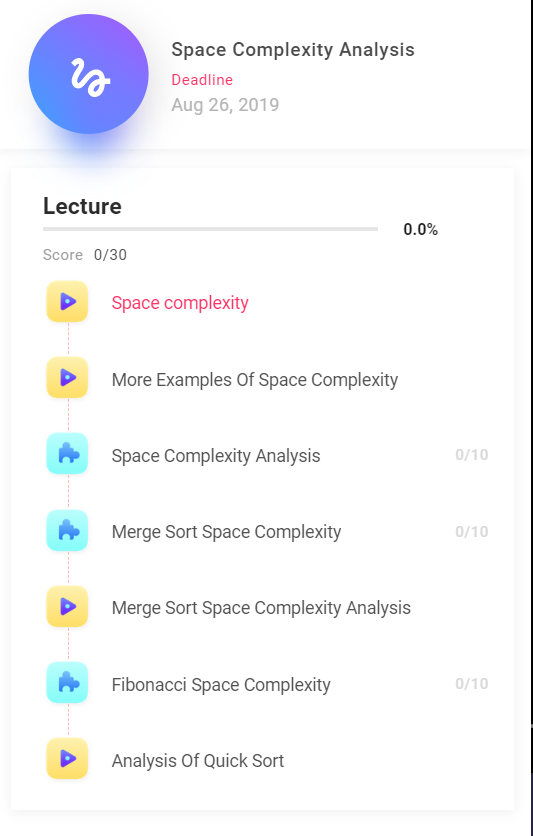 Space Complexity Analysis
Deadline
Aug 26, 2019
Lecture
0.0%
Score 0/30
Space complexity
More Examples Of Space Complexity
Space Complexity Analysis 0/10
Merge Sort Space Complexity 0/10
Merge Sort Space Complexity Analysis
Fibonacci Space Complexity 0/10
Analysis Of Quick Sort